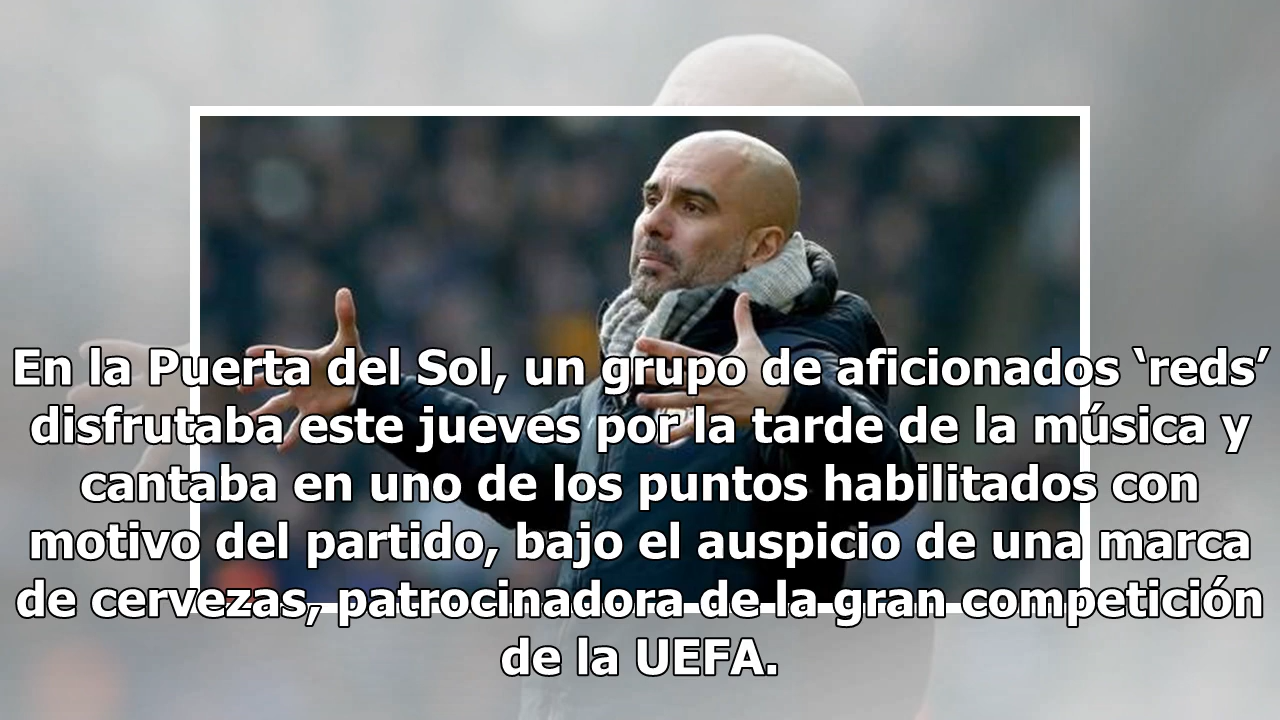 En la Puerta del Sol, un grupo de aficionados ‘reds’
disfrutaba este jueves por la tarde de la música y
cantaba en uno de los puntos habilitados con
motivo del partido, bajo el auspicio de una marca
de cervezas, patrocinadora de la gran competición
de la UEFA.